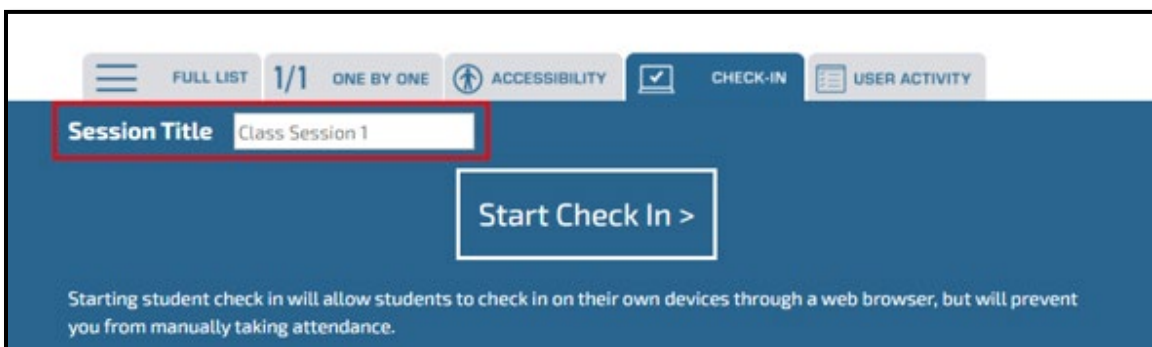 FULL LIST 1/1 ONE BY ONE ACCESSIBILITY CHECK-IN USER ACTIVITY
Session Title Class Session 1
Start Check In >
Starting student check in will allow students to check in on their own devices through a web browser, but will prevent
you from manually taking attendance.